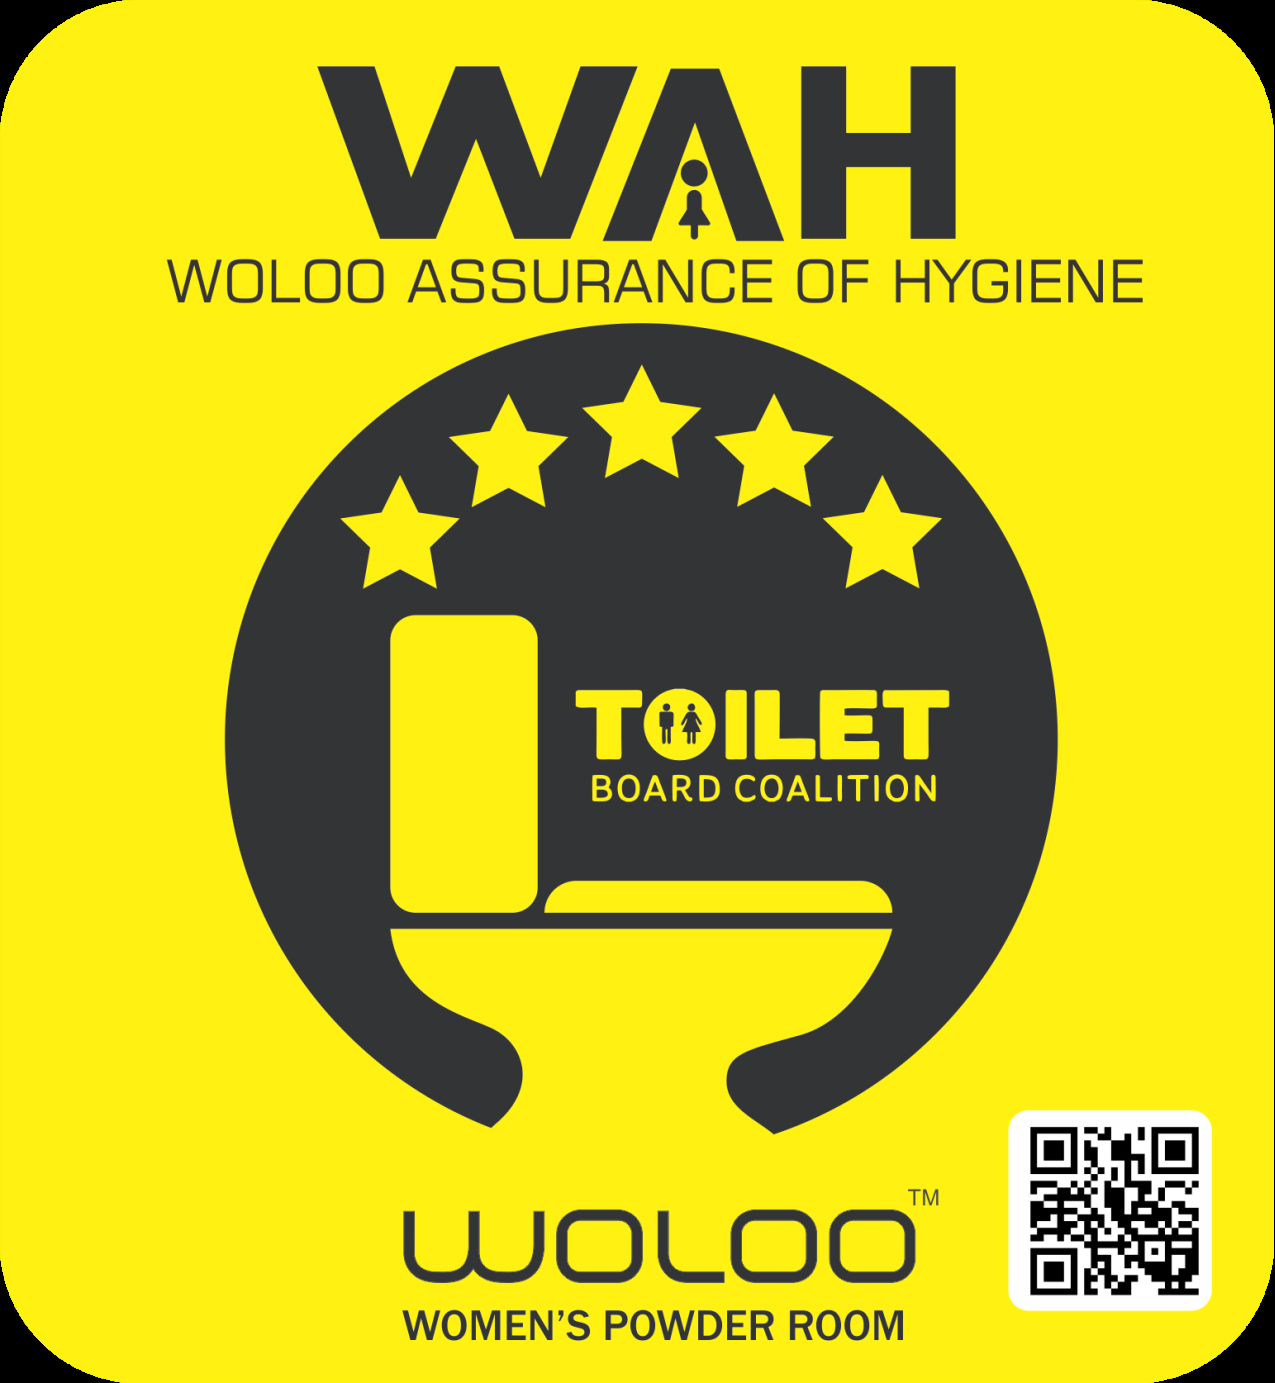 WAH
WOLOO ASSURANCE OF HYGIENE
TOILET
BOARD COALITION
WOLOO™
WOMEN'S POWDER ROOM